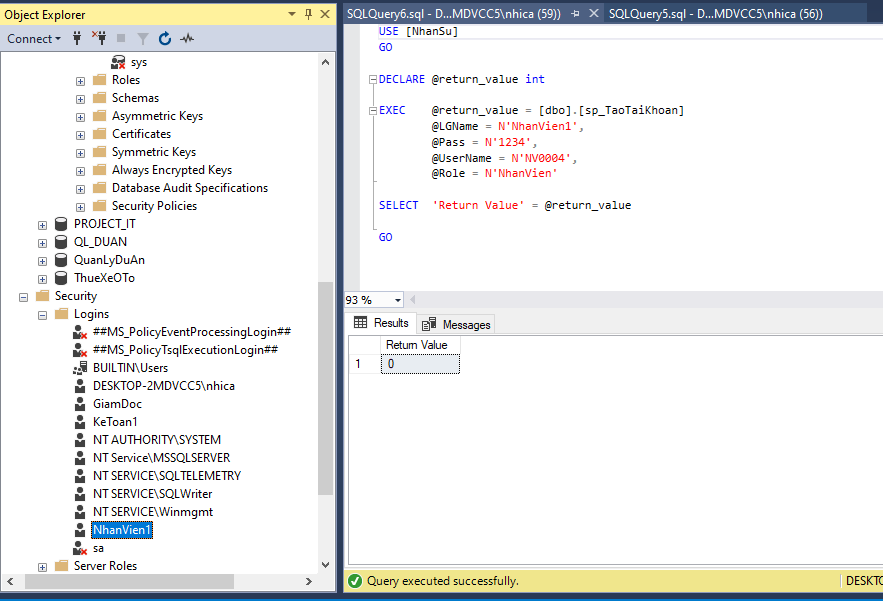 Object Explorer
Connect
sys
Roles
Schemas
Asymmetric Keys
Certificates
Symmetric Keys
Always Encrypted Keys
Database Audit Specifications
Security Policies
PROJECT_IT
QL_DUAN
QuanLyDuAn
ThueXeOTo
Security
Logins
##MS_PolicyEventProcessingLogin##
##MS_PolicyTsqlExecutionLogin##
BUILTIN\Users
DESKTOP-2MDVCC5\nhica
GiamDoc
KeToan1
NT AUTHORITY\SYSTEM
NT Service\MSSQLSERVER
NT SERVICE\SQLTELEMETRY
NT SERVICE\SQLWriter
NT SERVICE\Winmgmt
NhanVien1
sa
Server Roles
SQLQuery6.sql - D...MDVCC5\nhica (59)) SQLQuery5.sql - D...MDVCC5\nhica (56))
USE [NhanSu]
GO
DECLARE @return_value int
EXEC @return_value = [dbo].[sp_TaoTaiKhoan]
@LGName = N'NhanVien1',
@Pass = N'1234',
@UserName = N'NV0004',
@Role = N'NhanVien'
SELECT 'Return Value' = @return_value
GO
93 %
Results Messages
Return Value
1 0
Query executed successfully. DESKTO